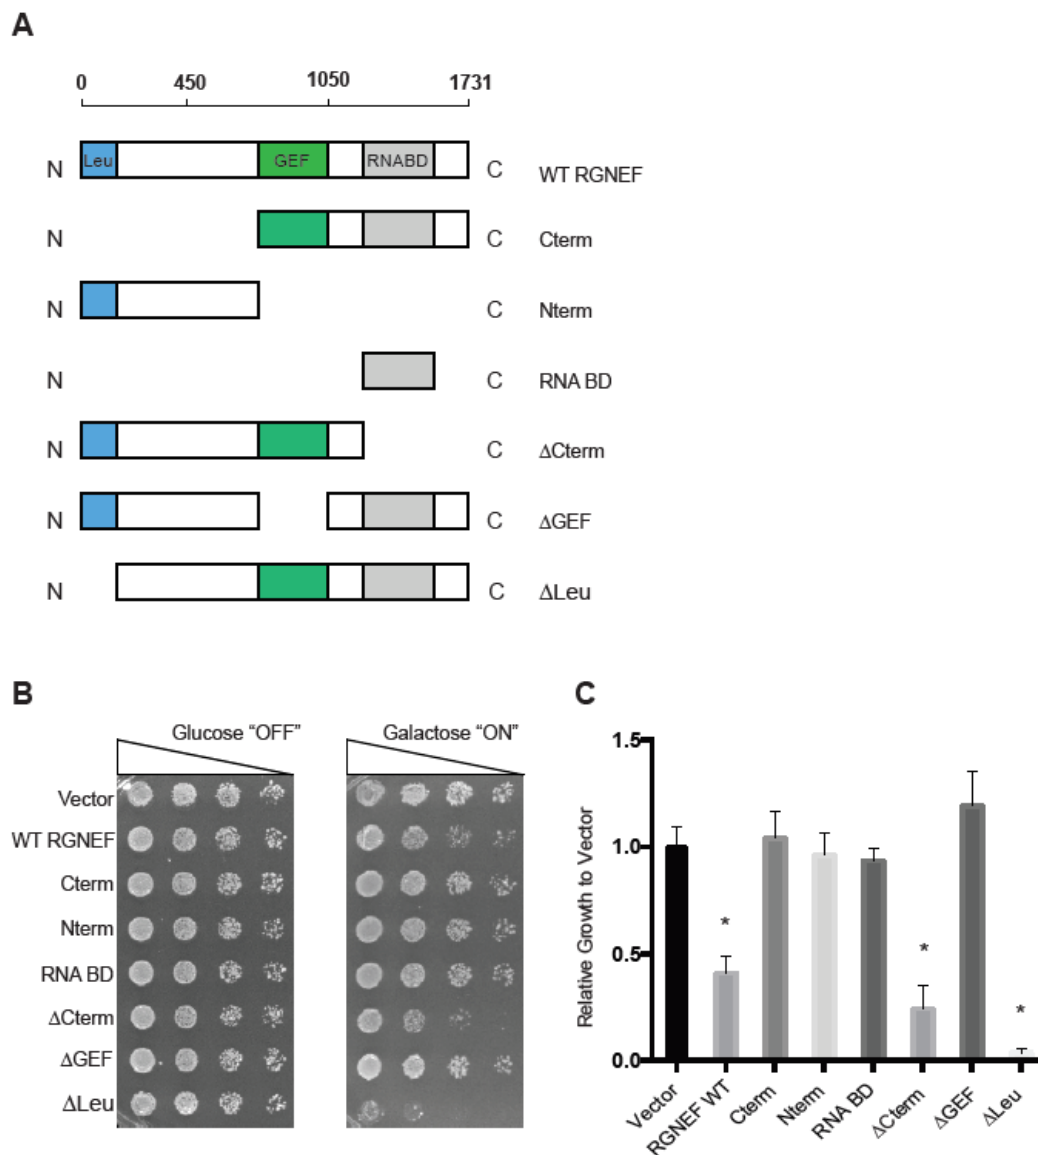 A
0 450 1050 1731
N Leu GEF RNABD C WT RGNEF
N C Cterm
N C Nterm
N C RNA BD
N C ΔCterm
N C ΔGEF
N C ΔLeu
B
Glucose “OFF” Galactose “ON”
Vector
WT RGNEF
Cterm
Nterm
RNA BD
ΔCterm
ΔGEF
ΔLeu
C
Relative Growth to Vector
1.5
1.0
0.5
0.0
*
*
*
Vector
RGNEF WT
Cterm
Nterm
RNA BD
ΔCterm
ΔGEF
ΔLeu